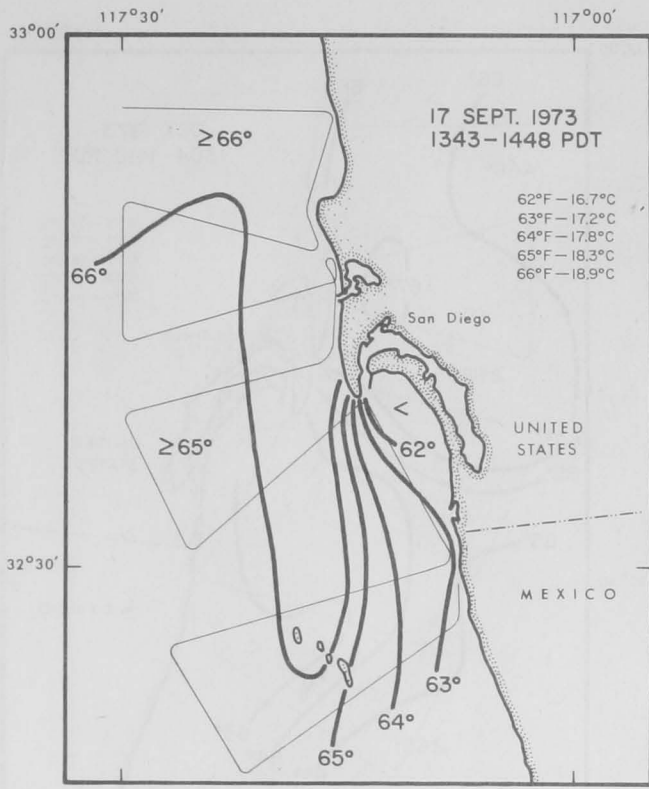 117°30'
117°00'
33°00'
17 SEPT. 1973
1343–1448 PDT
≥66°
62°F – 16.7°C
63°F – 17.2°C
64°F – 17.8°C
65°F – 18.3°C
66°F – 18.9°C
66°
San Diego
<
≥65°
62°
UNITED
STATES
32°30'
MEXICO
63°
64°
65°